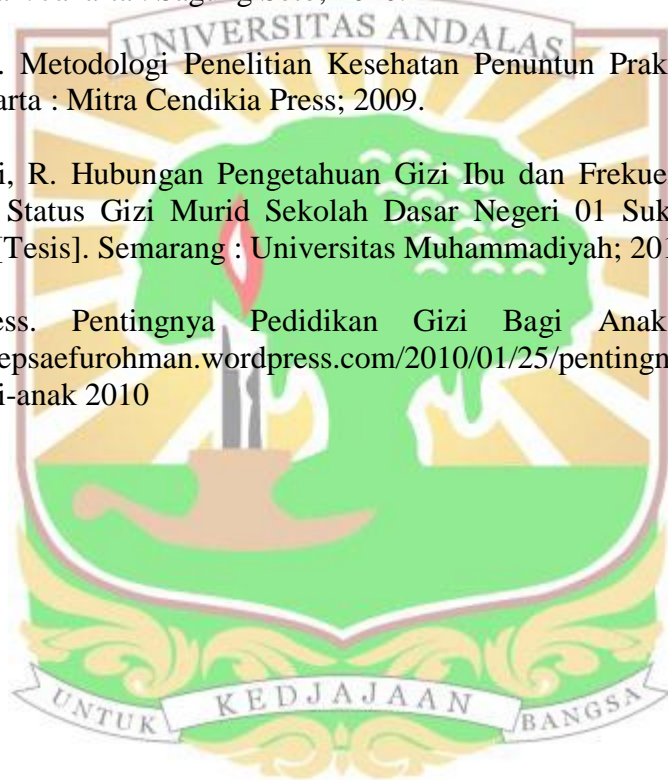 UNIVERSITAS ANDALAS
. Metodologi Penelitian Kesehatan Penuntun Prak
arta : Mitra Cendikia Press; 2009.
i, R. Hubungan Pengetahuan Gizi Ibu dan Frekue
Status Gizi Murid Sekolah Dasar Negeri 01 Suk
[Tesis]. Semarang : Universitas Muhammadiyah; 201
ess. Pentingnya Pedidikan Gizi Bagi Anak
epsaefurohman.wordpress.com/2010/01/25/pentingn
i-anak 2010
UNTUK KEDJAJAAN BANGSA